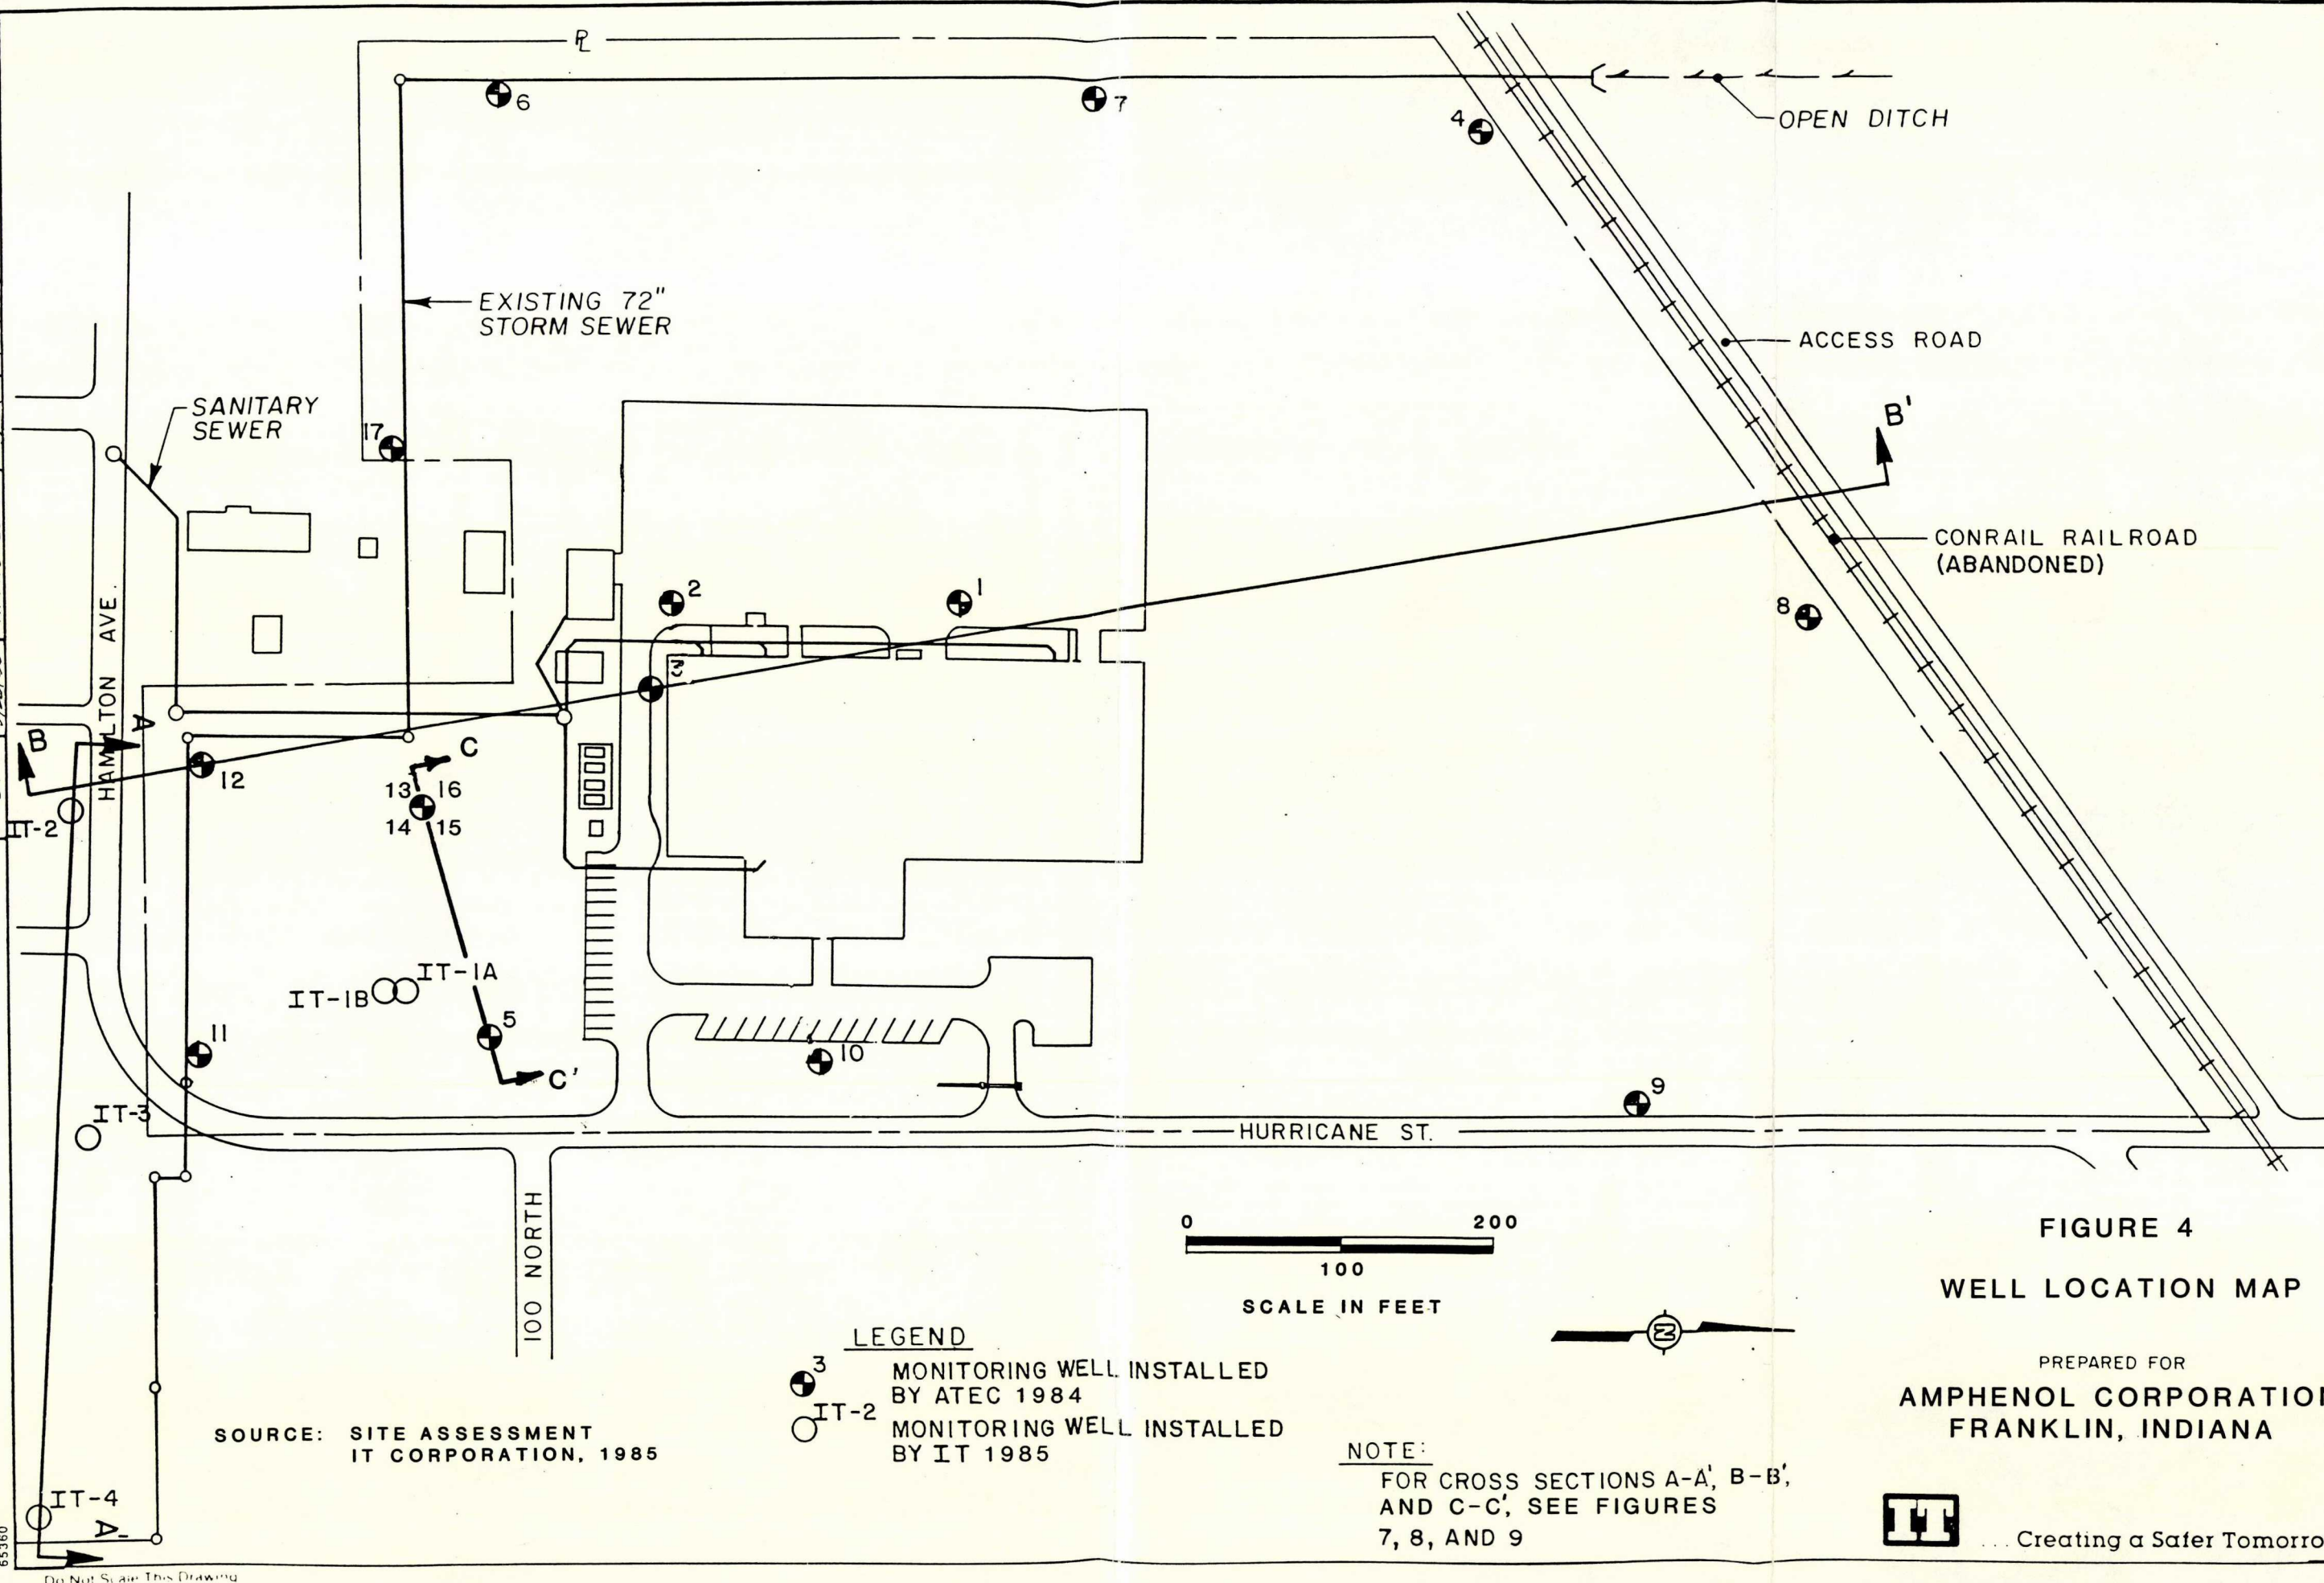 PL
6
7
4
OPEN DITCH
EXISTING 72"
STORM SEWER
ACCESS ROAD
SANITARY
SEWER
17
B'
CONRAIL RAILROAD
(ABANDONED)
2
1
8
HAMILTON AVE.
3
A
B
C
12
13 16
14 15
IT-2
IT-1A
IT-1B
5
11
10
C'
9
IT-3
HURRICANE ST.
100 NORTH
0 200
100
SCALE IN FEET
FIGURE 4
WELL LOCATION MAP
N
LEGEND
3
MONITORING WELL INSTALLED
BY ATEC 1984
IT-2
MONITORING WELL INSTALLED
BY IT 1985
PREPARED FOR
AMPHENOL CORPORATION
FRANKLIN, INDIANA
SOURCE: SITE ASSESSMENT
IT CORPORATION, 1985
NOTE:
FOR CROSS SECTIONS A-A', B-B',
AND C-C', SEE FIGURES
7, 8, AND 9
IT-4
A'
IT
... Creating a Safer Tomorro
65360
Do Not Scale This Drawing